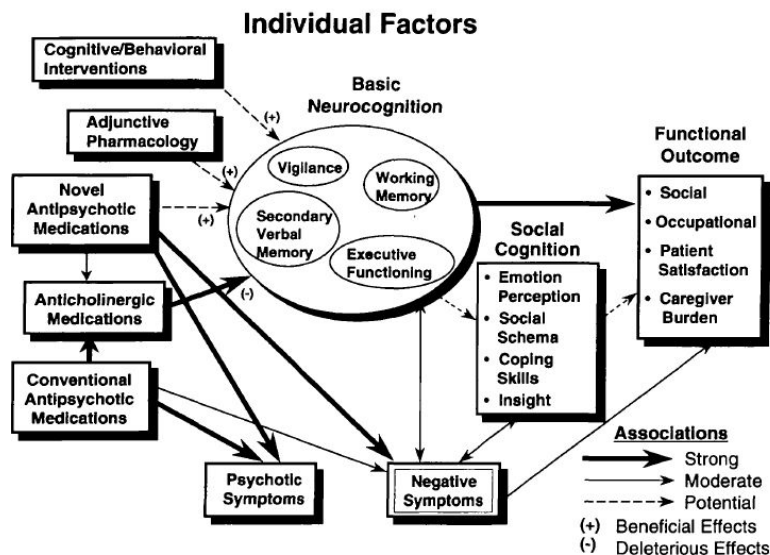 Individual Factors
Cognitive/Behavioral
Interventions
Basic
Neurocognition
(+)
Adjunctive
Pharmacology
(+)
Vigilance
Working
Memory
Functional
Outcome
Novel
Antipsychotic
Medications
(+)
Secondary
Verbal
Memory
Executive
Functioning
Social
Cognition
• Social
• Occupational
• Patient
Satisfaction
• Caregiver
Burden
Anticholinergic
Medications
(-)
• Emotion
Perception
• Social
Schema
• Coping
Skills
• Insight
Conventional
Antipsychotic
Medications
Psychotic
Symptoms
Negative
Symptoms
Associations
Strong
Moderate
Potential
(+) Beneficial Effects
(-) Deleterious Effects